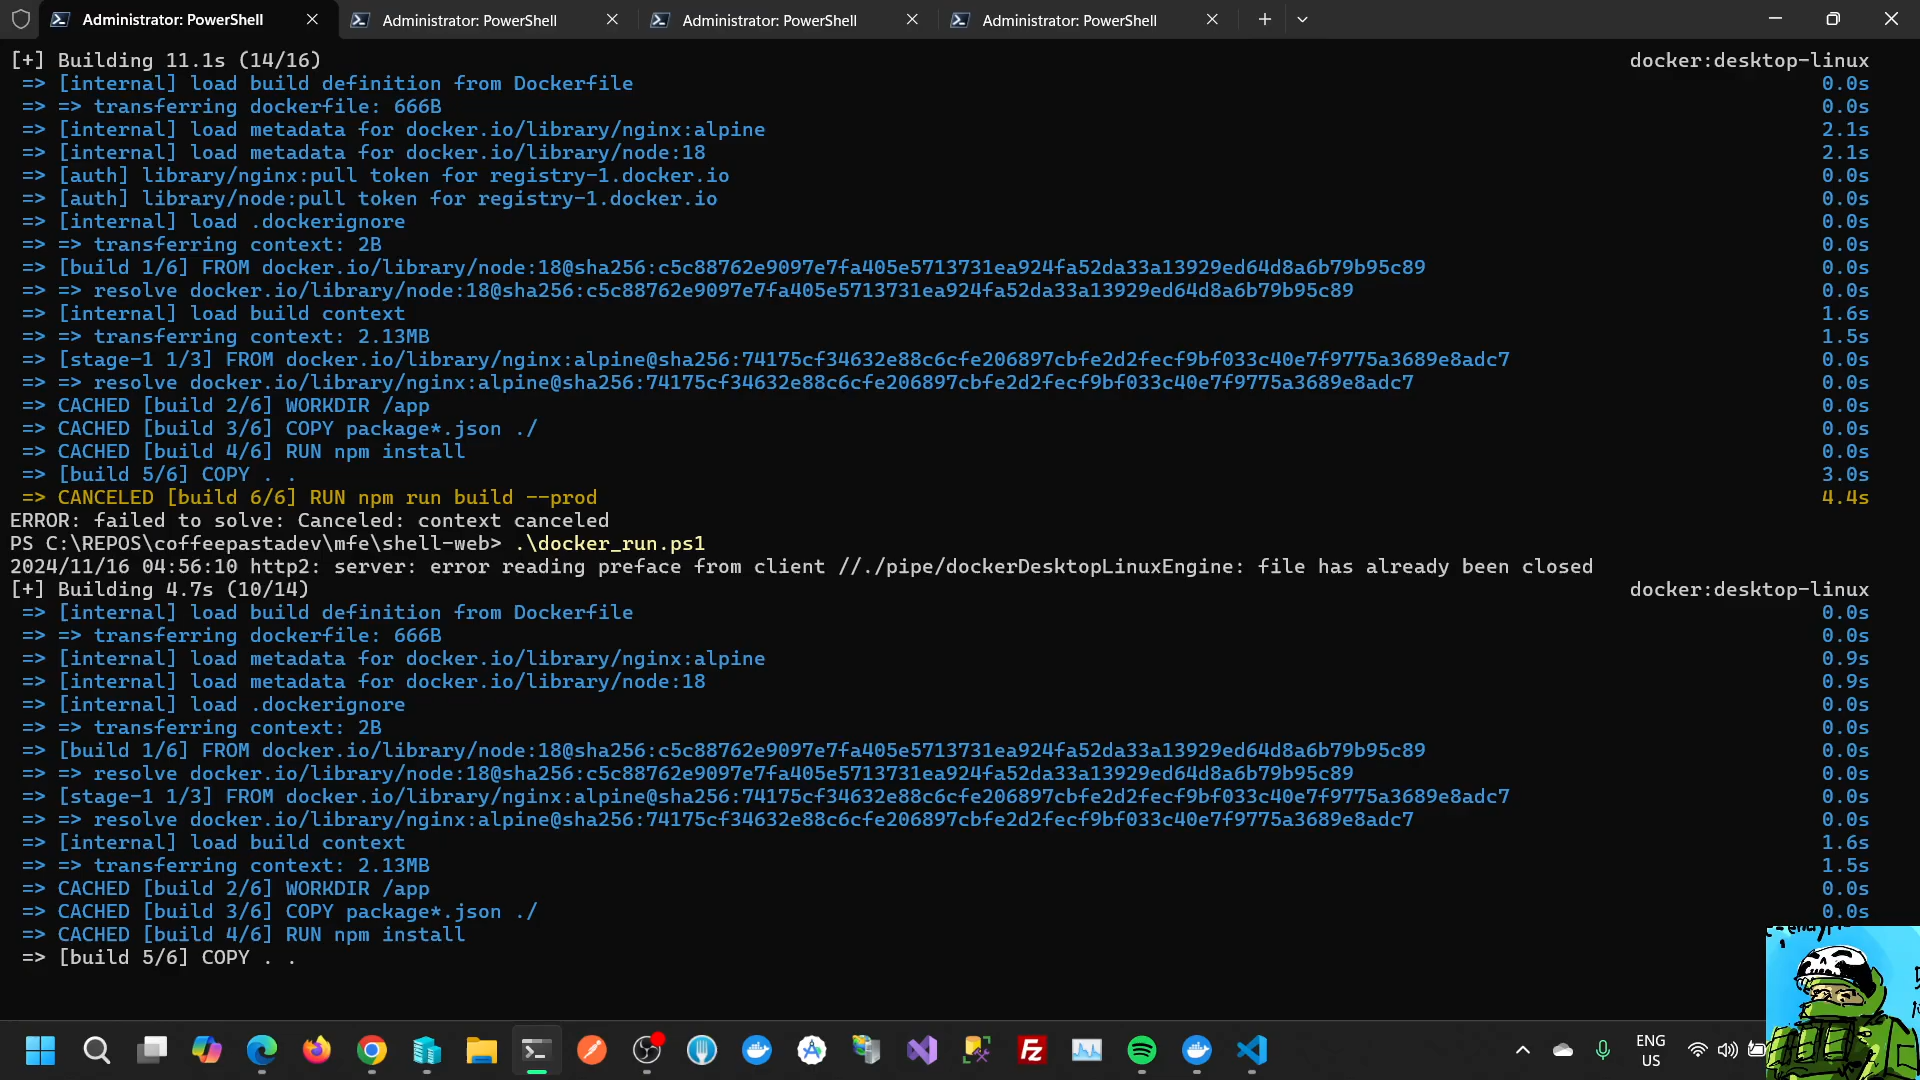 Administrator: PowerShell
Administrator: PowerShell
Administrator: PowerShell
Administrator: PowerShell
[+] Building 11.1s (14/16) docker:desktop-linux
=> [internal] load build definition from Dockerfile 0.0s
=> => transferring dockerfile: 666B 0.0s
=> [internal] load metadata for docker.io/library/nginx:alpine 2.1s
=> [internal] load metadata for docker.io/library/node:18 2.1s
=> [auth] library/nginx:pull token for registry-1.docker.io 0.0s
=> [auth] library/node:pull token for registry-1.docker.io 0.0s
=> [internal] load .dockerignore 0.0s
=> => transferring context: 2B 0.0s
=> [build 1/6] FROM docker.io/library/node:18@sha256:c5c88762e9097e7fa405e5713731ea924fa52da33a13929ed64d8a6b79b95c89 0.0s
=> => resolve docker.io/library/node:18@sha256:c5c88762e9097e7fa405e5713731ea924fa52da33a13929ed64d8a6b79b95c89 0.0s
=> [internal] load build context 1.6s
=> => transferring context: 2.13MB 1.5s
=> [stage-1 1/3] FROM docker.io/library/nginx:alpine@sha256:74175cf34632e88c6cfe206897cbfe2d2fecf9bf033c40e7f9775a3689e8adc7 0.0s
=> => resolve docker.io/library/nginx:alpine@sha256:74175cf34632e88c6cfe206897cbfe2d2fecf9bf033c40e7f9775a3689e8adc7 0.0s
=> CACHED [build 2/6] WORKDIR /app 0.0s
=> CACHED [build 3/6] COPY package*.json ./ 0.0s
=> CACHED [build 4/6] RUN npm install 0.0s
=> [build 5/6] COPY . . 3.0s
=> CANCELED [build 6/6] RUN npm run build --prod 4.4s
ERROR: failed to solve: Canceled: context canceled
PS C:\REPOS\coffeepastadev\mfe\shell-web> .\docker_run.ps1
2024/11/16 04:56:10 http2: server: error reading preface from client //./pipe/dockerDesktopLinuxEngine: file has already been closed
[+] Building 4.7s (10/14) docker:desktop-linux
=> [internal] load build definition from Dockerfile 0.0s
=> => transferring dockerfile: 666B 0.0s
=> [internal] load metadata for docker.io/library/nginx:alpine 0.9s
=> [internal] load metadata for docker.io/library/node:18 0.9s
=> [internal] load .dockerignore 0.0s
=> => transferring context: 2B 0.0s
=> [build 1/6] FROM docker.io/library/node:18@sha256:c5c88762e9097e7fa405e5713731ea924fa52da33a13929ed64d8a6b79b95c89 0.0s
=> => resolve docker.io/library/node:18@sha256:c5c88762e9097e7fa405e5713731ea924fa52da33a13929ed64d8a6b79b95c89 0.0s
=> [stage-1 1/3] FROM docker.io/library/nginx:alpine@sha256:74175cf34632e88c6cfe206897cbfe2d2fecf9bf033c40e7f9775a3689e8adc7 0.0s
=> => resolve docker.io/library/nginx:alpine@sha256:74175cf34632e88c6cfe206897cbfe2d2fecf9bf033c40e7f9775a3689e8adc7 0.0s
=> [internal] load build context 1.6s
=> => transferring context: 2.13MB 1.5s
=> CACHED [build 2/6] WORKDIR /app 0.0s
=> CACHED [build 3/6] COPY package*.json ./ 0.0s
=> CACHED [build 4/6] RUN npm install
=> [build 5/6] COPY . .
ENG
US